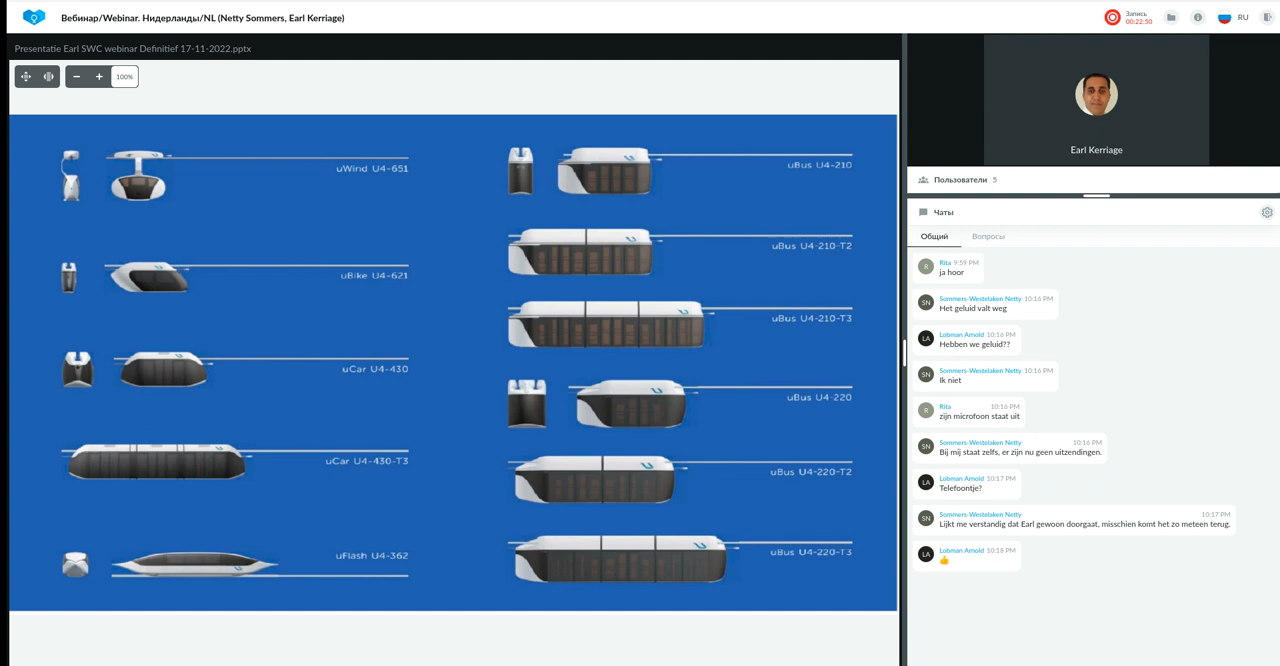 Вебинар/Webinar. Нидерланды/NL (Netty Sommers, Earl Kerriage)
Запись
00:22:50
RU
Presentatie Earl SWC webinar Definitief 17-11-2022.pptx
100%
uWind U4-651
uBike U4-621
uCar U4-430
uCar U4-430-T3
uFlash U4-362
uBus U4-210
uBus U4-210-T2
uBus U4-210-T3
uBus U4-220
uBus U4-220-T2
uBus U4-220-T3
Earl Kerriage
Пользователи 5
Чаты
Общий Вопросы
R
Rita 9:59 PM
ja hoor
SN
Sommers-Westelaken Netty 10:16 PM
Het geluid valt weg
LA
Lobman Arnold 10:16 PM
Hebben we geluid??
SN
Sommers-Westelaken Netty 10:16 PM
Ik niet
R
Rita 10:16 PM
zijn microfoon staat uit
SN
Sommers-Westelaken Netty 10:16 PM
Bij mij staat zelfs, er zijn nu geen uitzendingen.
LA
Lobman Arnold 10:17 PM
Telefoontje?
SN
Sommers-Westelaken Netty 10:17 PM
Lijkt me verstandig dat Earl gewoon doorgaat, misschien komt het zo meteen terug.
LA
Lobman Arnold 10:18 PM
👍